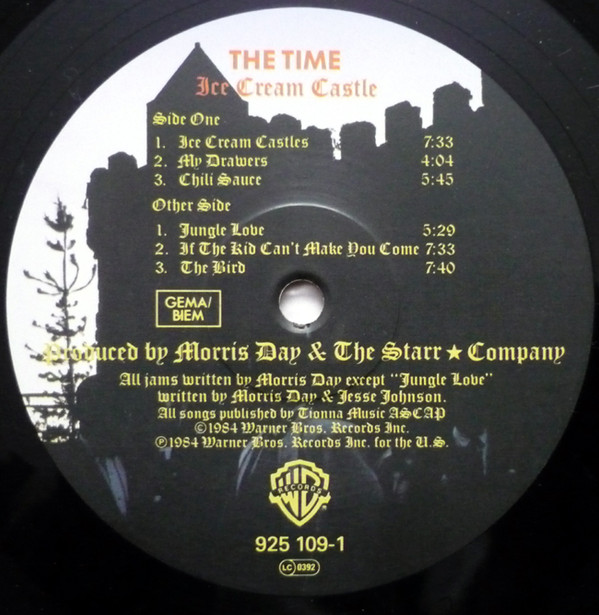 THE TIME
Ice Cream Castle
Side One
1. Ice Cream Castles 7:33
2. My Drawers 4:04
3. Chili Sauce 5:45
Other Side
1. Jungle Love 5:29
2. If The Kid Can't Make You Come 7:33
3. The Bird 7:40
GEMA/
BIEM
Produced by Morris Day & The Starr ★ Company
All jams written by Morris Day except "Jungle Love"
written by Morris Day & Jesse Johnson.
All songs published by Tionna Music ASCAP
©1984 Warner Bros. Records Inc.
℗1984 Warner Bros. Records Inc. for the U.S.
WB
RECORDS
®
925 109-1
LC 0392